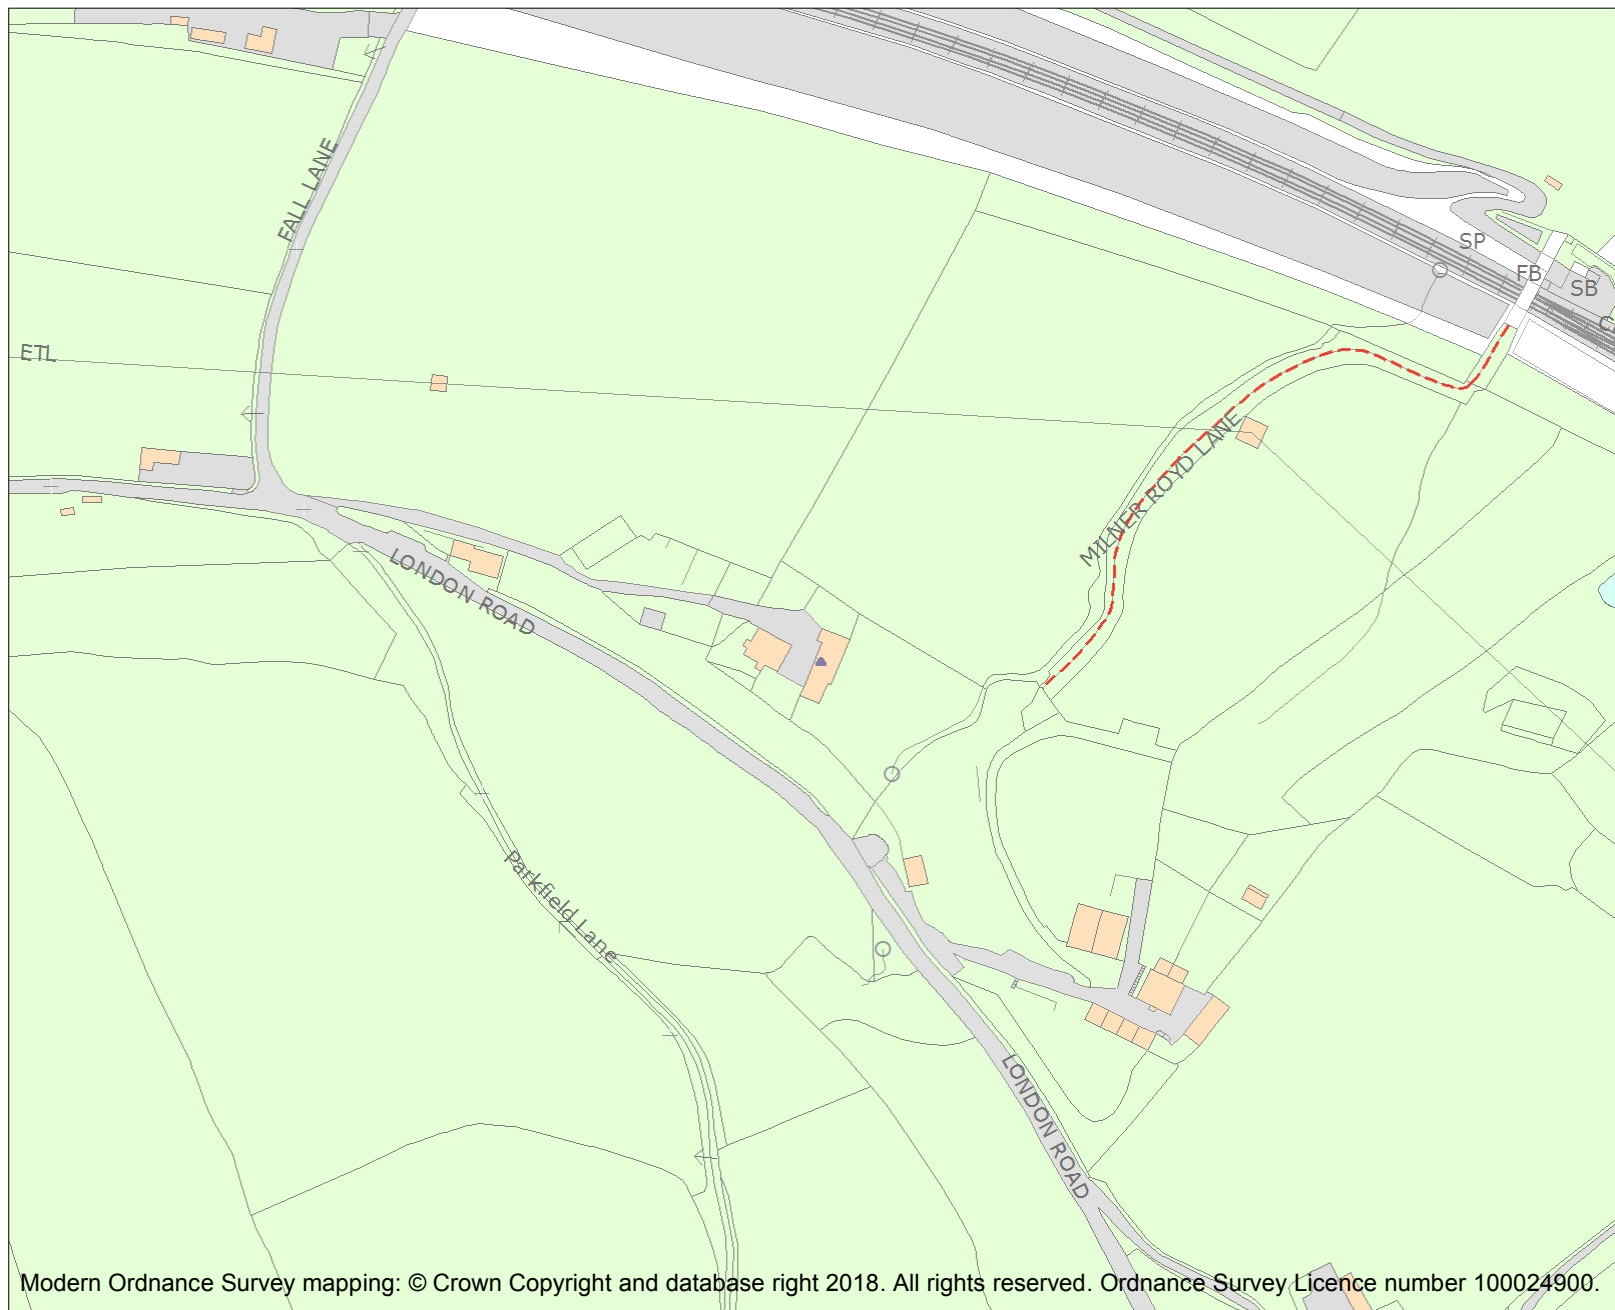 FALL LANE
SP
FB
SB
ETL
MILNER ROYD LANE
LONDON ROAD
Parkfield Lane
LONDON ROAD
Modern Ordnance Survey mapping: © Crown Copyright and database right 2018. All rights reserved. Ordnance Survey Licence number 100024900.